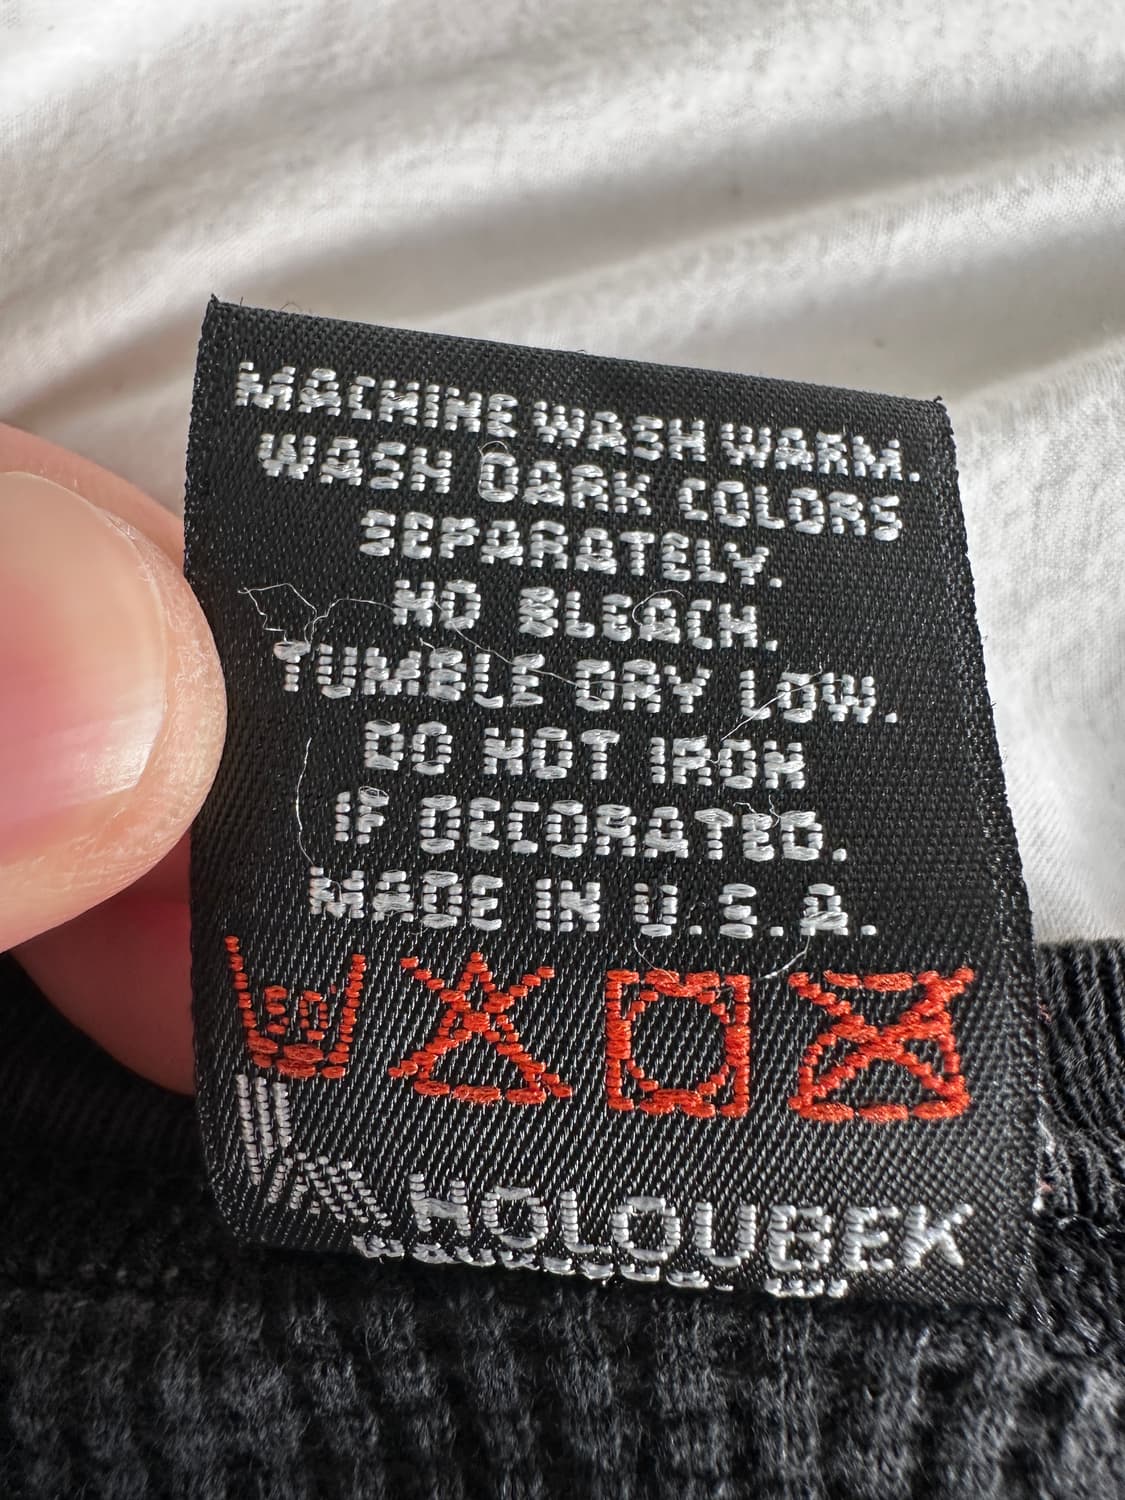 MACHINE WASH WARM.
WASH DARK COLORS
SEPARATELY.
NO BLEACH.
TUMBLE DRY LOW.
DO NOT IRON
IF DECORATED.
MADE IN U.S.A.
HOLOUBEK